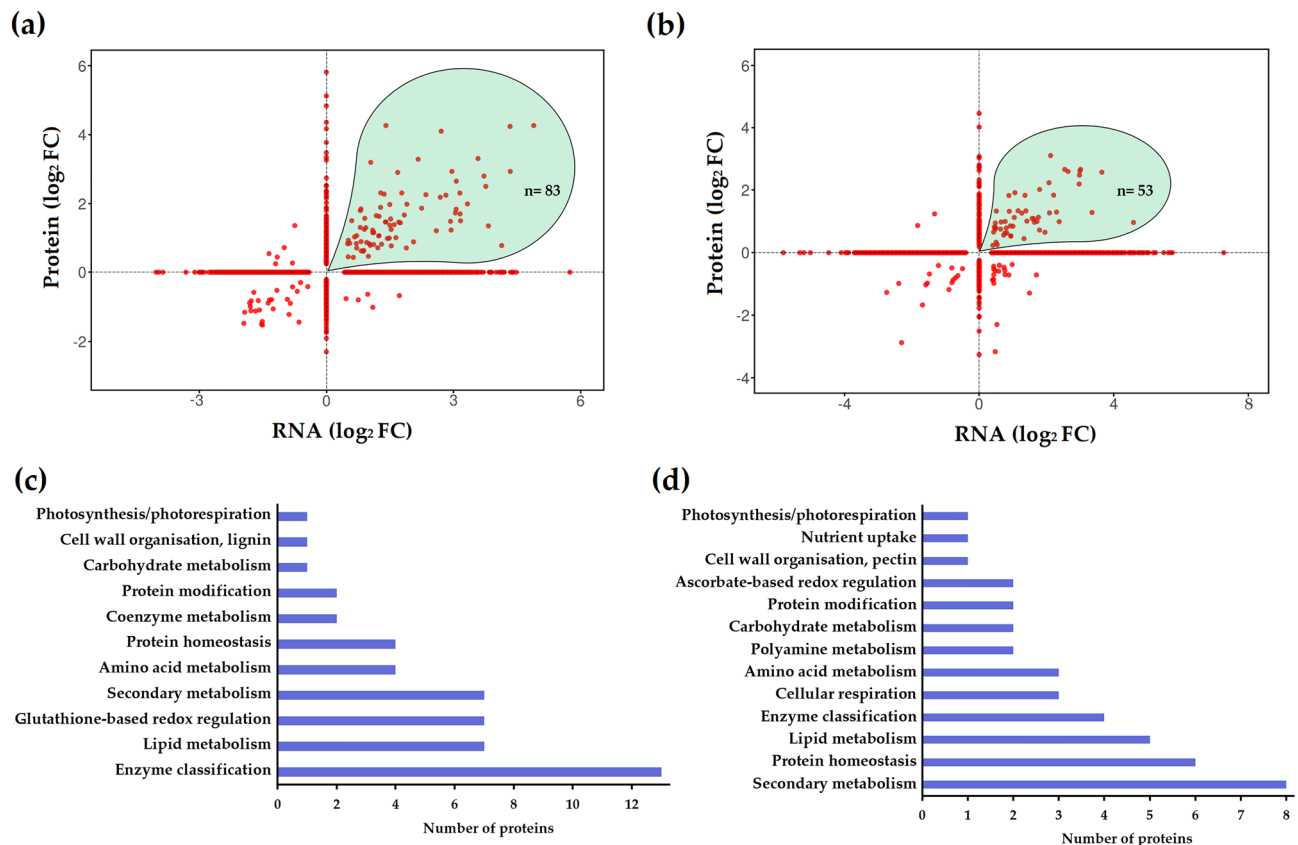 (a)
6
4
2
0
-2
Protein (log₂ FC)
n= 83
-3
0
3
6
RNA (log₂ FC)
(b)
6
4
2
0
-2
-4
Protein (log₂ FC)
n= 53
-4
0
4
8
RNA (log₂ FC)
(c)
Photosynthesis/photorespiration
Cell wall organisation, lignin
Carbohydrate metabolism
Protein modification
Coenzyme metabolism
Protein homeostasis
Amino acid metabolism
Secondary metabolism
Glutathione-based redox regulation
Lipid metabolism
Enzyme classification
0 2 4 6 8 10 12
Number of proteins
(d)
Photosynthesis/photorespiration
Nutrient uptake
Cell wall organisation, pectin
Ascorbate-based redox regulation
Protein modification
Carbohydrate metabolism
Polyamine metabolism
Amino acid metabolism
Cellular respiration
Enzyme classification
Lipid metabolism
Protein homeostasis
Secondary metabolism
0 1 2 3 4 5 6 7 8
Number of proteins